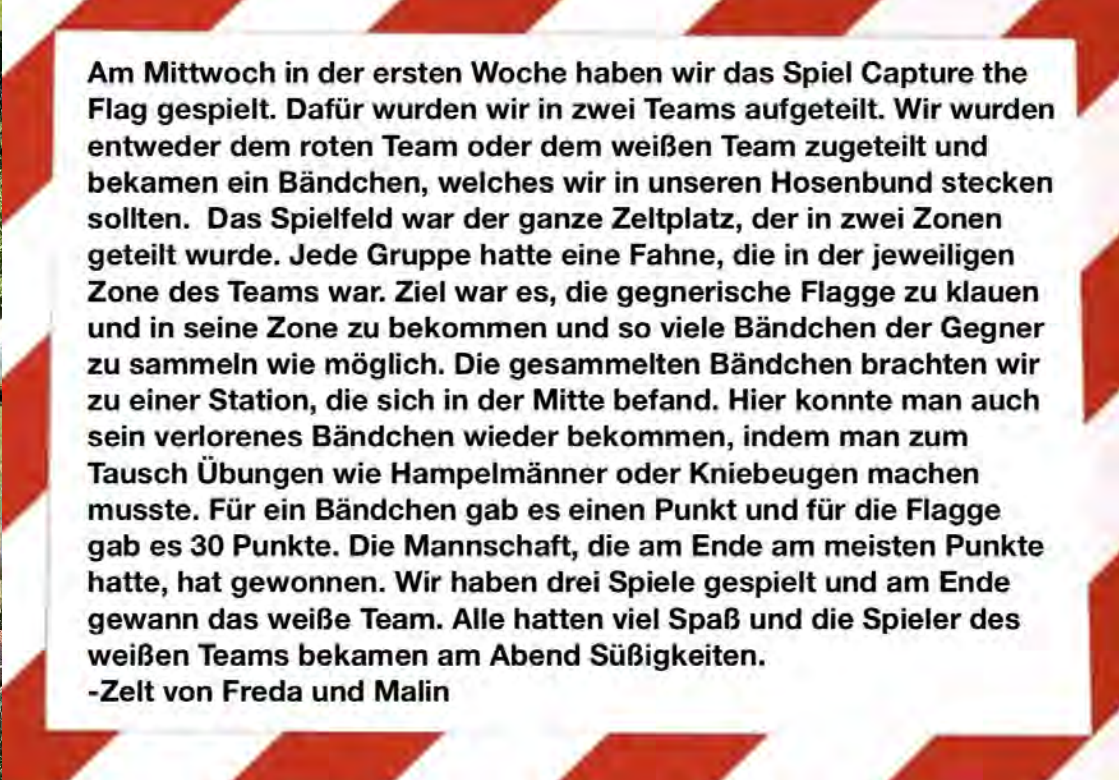 Am Mittwoch in der ersten Woche haben wir das Spiel Capture the
Flag gespielt. Dafür wurden wir in zwei Teams aufgeteilt. Wir wurden
entweder dem roten Team oder dem weißen Team zugeteilt und
bekamen ein Bändchen, welches wir in unseren Hosenbund stecken
sollten.  Das Spielfeld war der ganze Zeltplatz, der in zwei Zonen
geteilt wurde. Jede Gruppe hatte eine Fahne, die in der jeweiligen
Zone des Teams war. Ziel war es, die gegnerische Flagge zu klauen
und in seine Zone zu bekommen und so viele Bändchen der Gegner
zu sammeln wie möglich. Die gesammelten Bändchen brachten wir
zu einer Station, die sich in der Mitte befand. Hier konnte man auch
sein verlorenes Bändchen wieder bekommen, indem man zum
Tausch Übungen wie Hampelmänner oder Kniebeugen machen
musste. Für ein Bändchen gab es einen Punkt und für die Flagge
gab es 30 Punkte. Die Mannschaft, die am Ende am meisten Punkte
hatte, hat gewonnen. Wir haben drei Spiele gespielt und am Ende
gewann das weiße Team. Alle hatten viel Spaß und die Spieler des
weißen Teams bekamen am Abend Süßigkeiten.
-Zelt von Freda und Malin